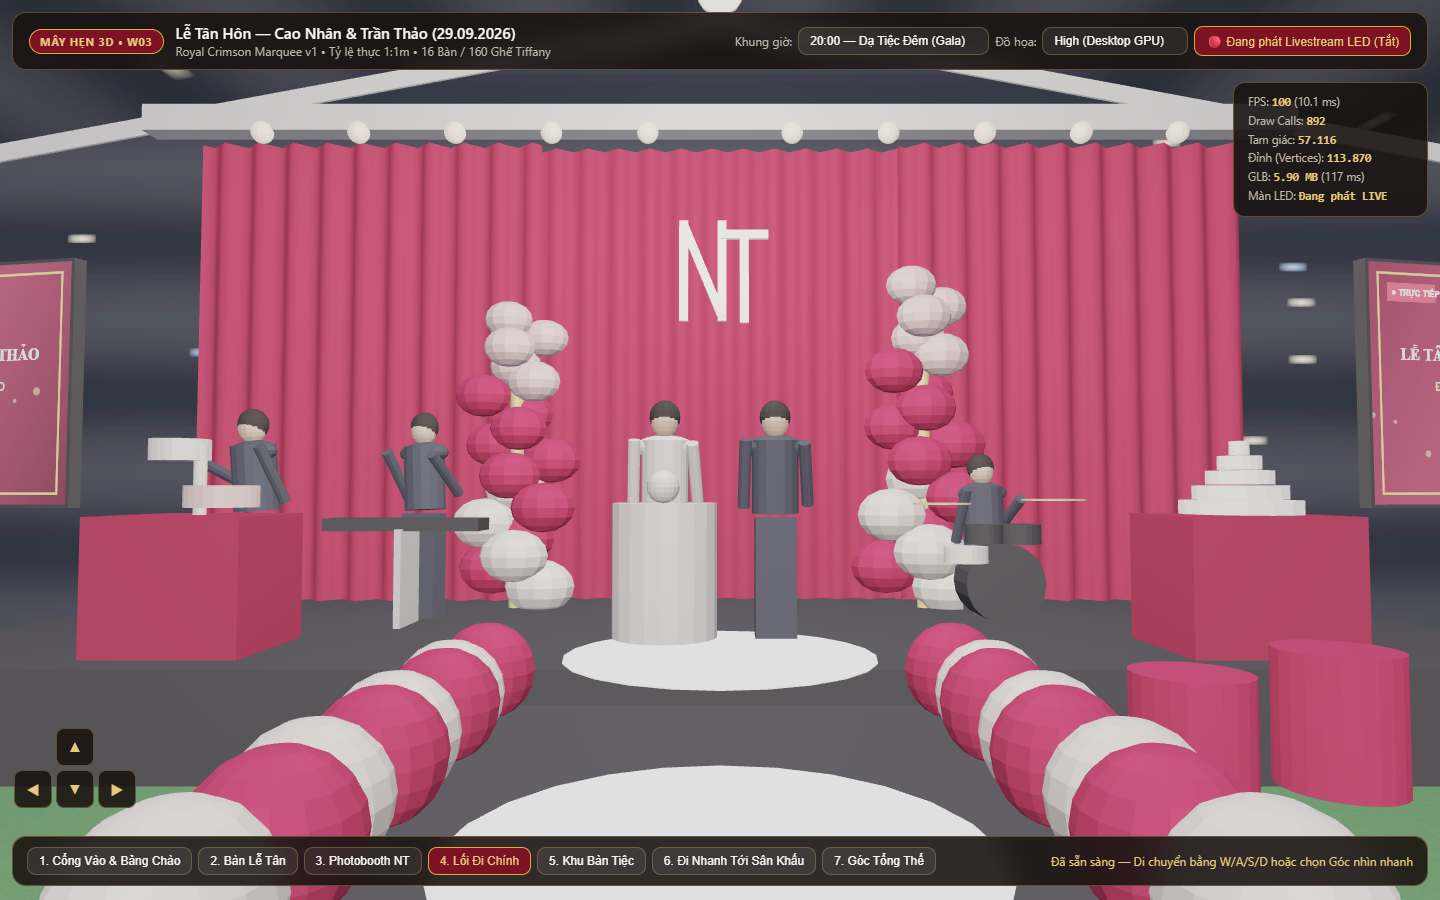 MÂY HẸN 3D • W03
Lễ Tân Hôn — Cao Nhân & Trần Thảo (29.09.2026)
Royal Crimson Marquee v1 • Tỷ lệ thực 1:1m • 16 Bàn / 160 Ghế Tiffany
Khung giờ: 20:00 — Dạ Tiệc Đêm (Gala)
Đồ họa: High (Desktop GPU)
Đang phát Livestream LED (Tắt)
FPS: 100 (10.1 ms)
Draw Calls: 892
Tam giác: 57.116
Đỉnh (Vertices): 113.870
GLB: 5.90 MB (117 ms)
Màn LED: Đang phát LIVE
NT
THẢO
• TRỰC TIẾP
LỄ TÂ
▲
◀ ▼ ▶
1. Cổng Vào & Bảng Chào
2. Bàn Lễ Tân
3. Photobooth NT
4. Lối Đi Chính
5. Khu Bàn Tiệc
6. Đi Nhanh Tới Sân Khấu
7. Góc Tổng Thể
Đã sẵn sàng — Di chuyển bằng W/A/S/D hoặc chọn Góc nhìn nhanh